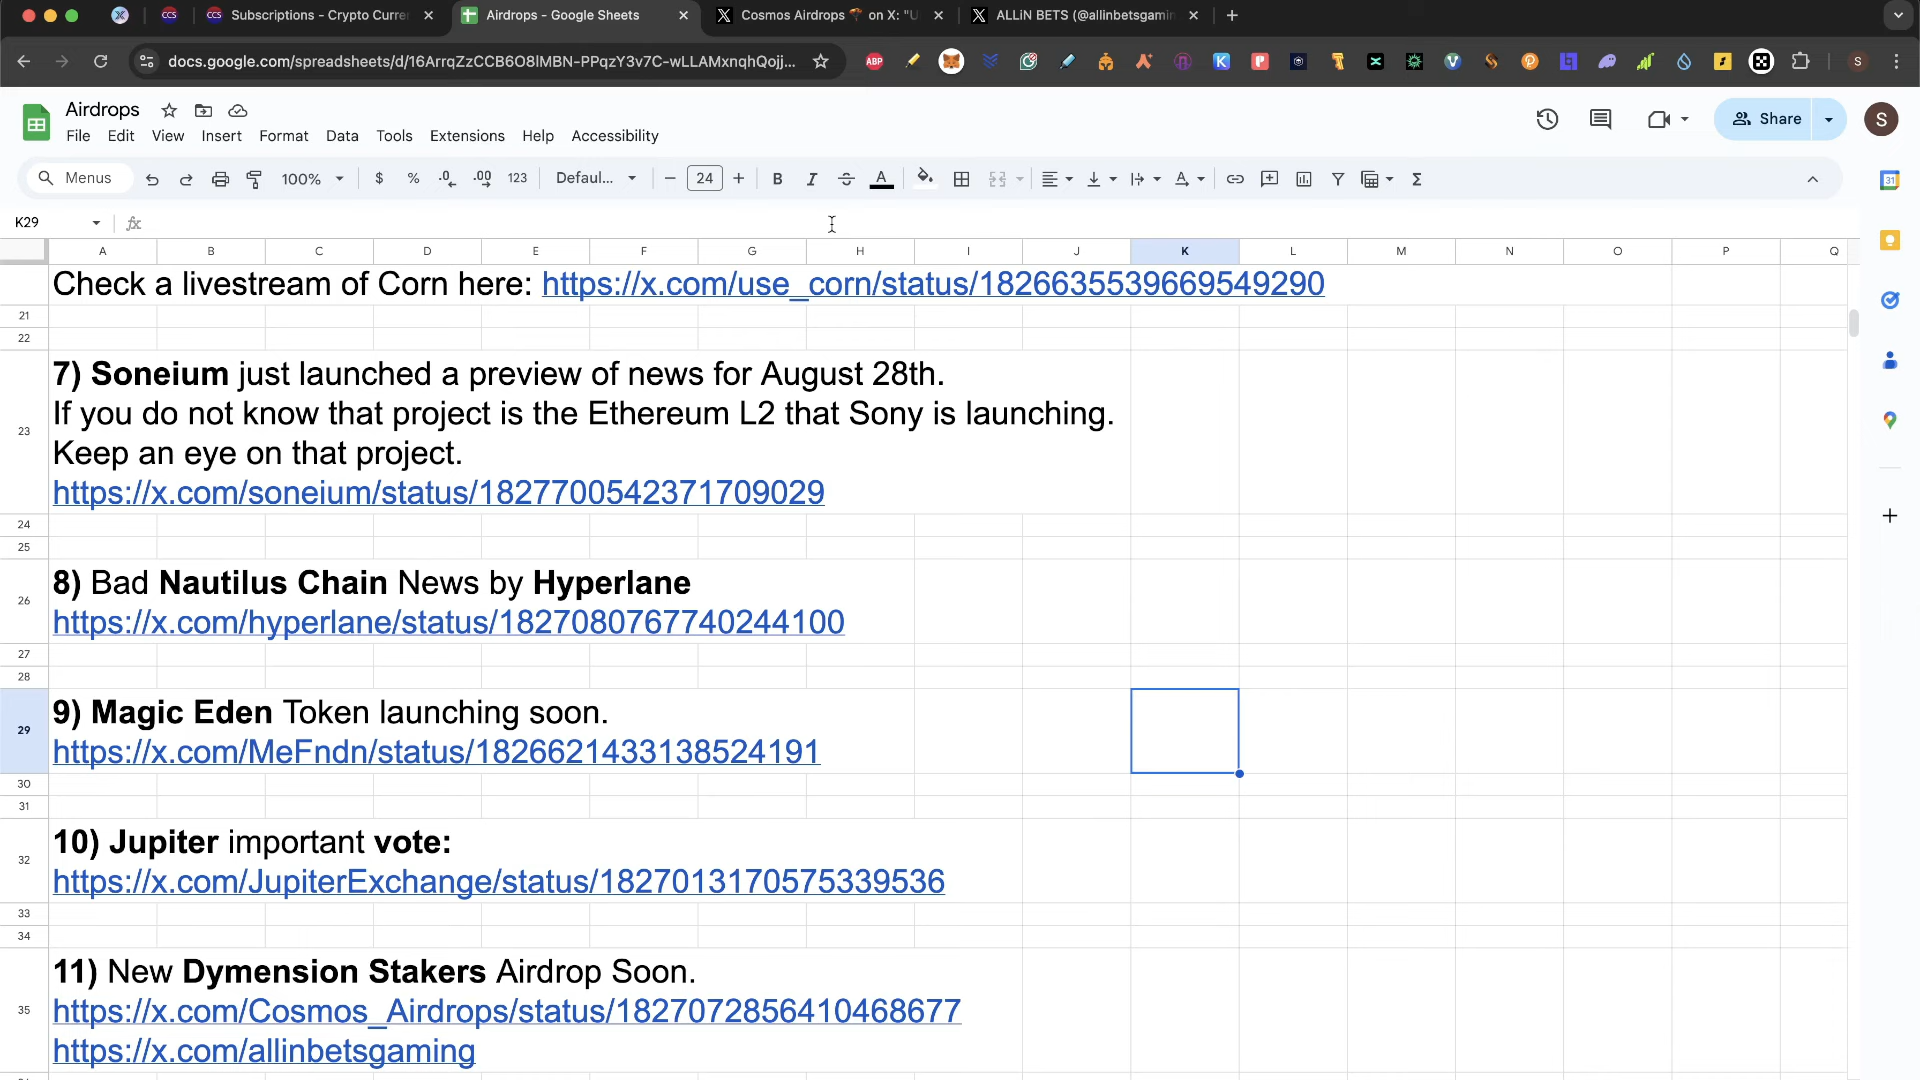 Subscriptions - Crypto Curre
Airdrops - Google Sheets
Cosmos Airdrops on X: "U
ALLiN BETS (@allinbetsgamin
docs.google.com/spreadsheets/d/16ArrqZzCCB6O8lMBN-PPqzY3v7C-wLLAMxnqhQojj...
Airdrops
File Edit View Insert Format Data Tools Extensions Help Accessibility
Share
S
Menus
100%
$ % .0 .00 123
Defaul...
24
K29
A B C D E F G H I J K L M N O P Q
Check a livestream of Corn here: https://x.com/use_corn/status/1826635539669549290
21
22
23
7) Soneium just launched a preview of news for August 28th.
If you do not know that project is the Ethereum L2 that Sony is launching.
Keep an eye on that project.
https://x.com/soneium/status/1827700542371709029
24
25
26
8) Bad Nautilus Chain News by Hyperlane
https://x.com/hyperlane/status/1827080767740244100
27
28
29
9) Magic Eden Token launching soon.
https://x.com/MeFndn/status/1826621433138524191
30
31
32
10) Jupiter important vote:
https://x.com/JupiterExchange/status/1827013170575339536
33
34
35
11) New Dymension Stakers Airdrop Soon.
https://x.com/Cosmos_Airdrops/status/1827072856410468677
https://x.com/allinbetsgaming